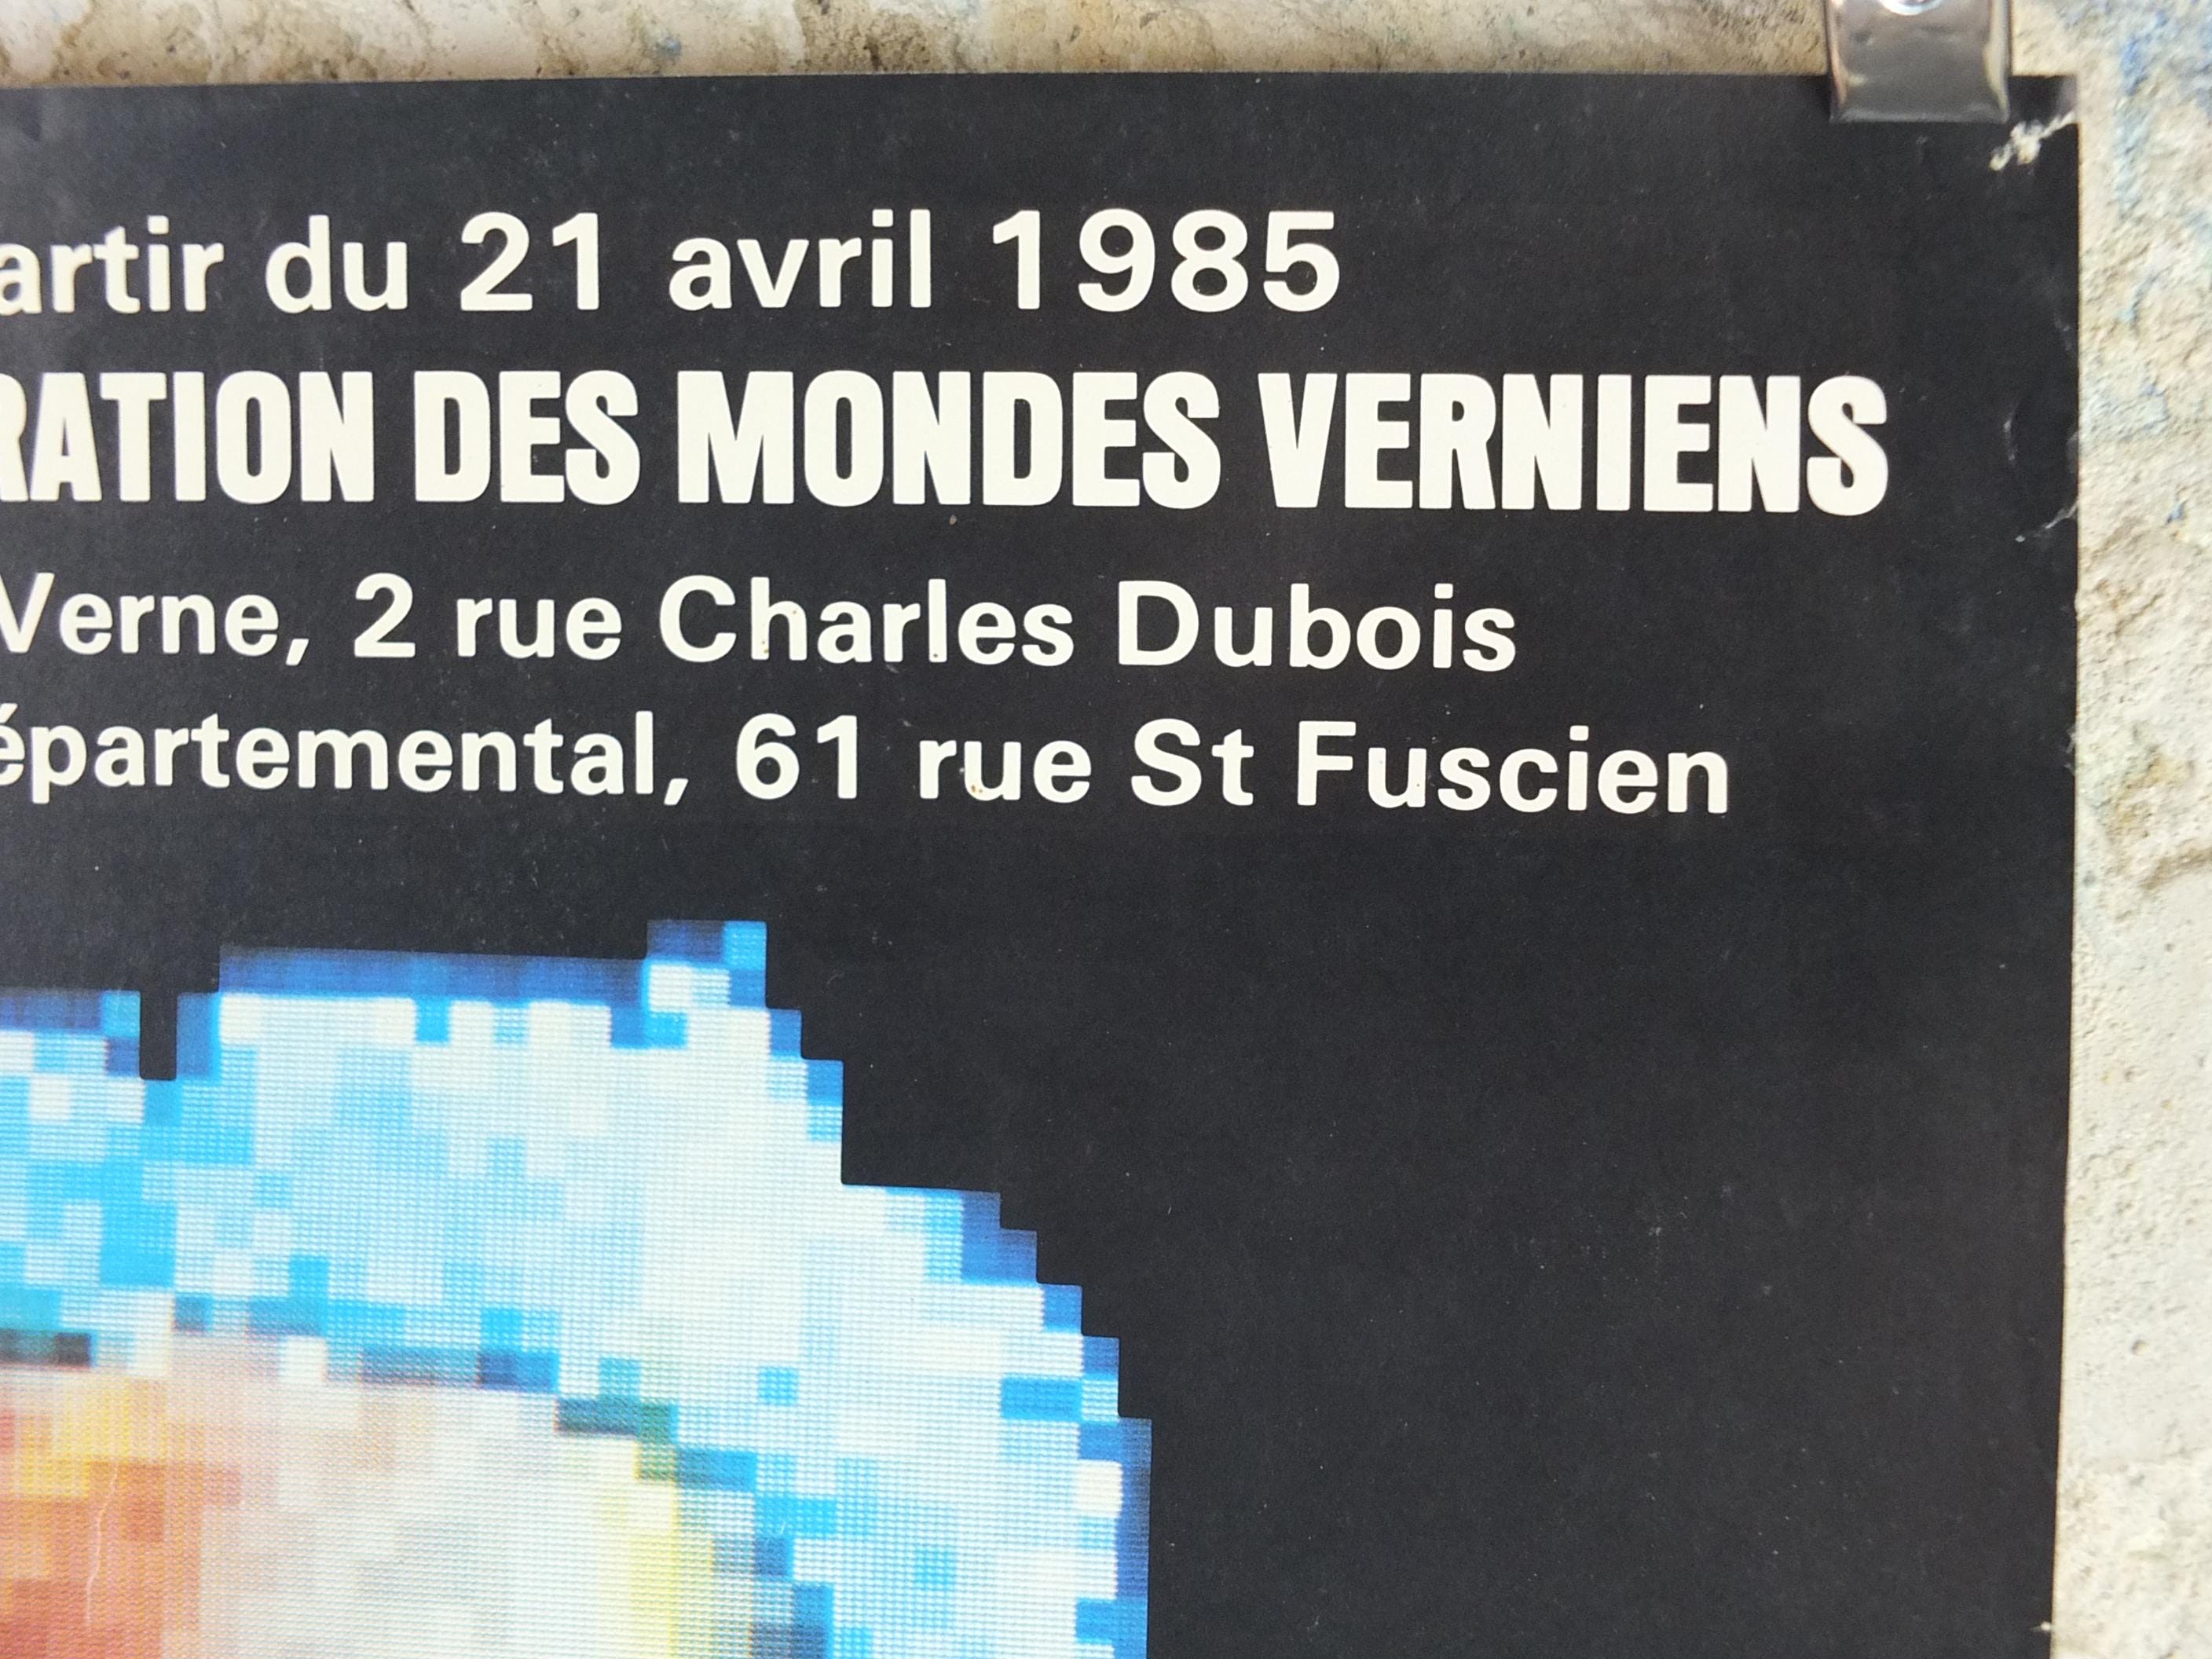 artir du 21 avril 1985
RATION DES MONDES VERNIENS
Verne, 2 rue Charles Dubois
épartemental, 61 rue St Fuscien